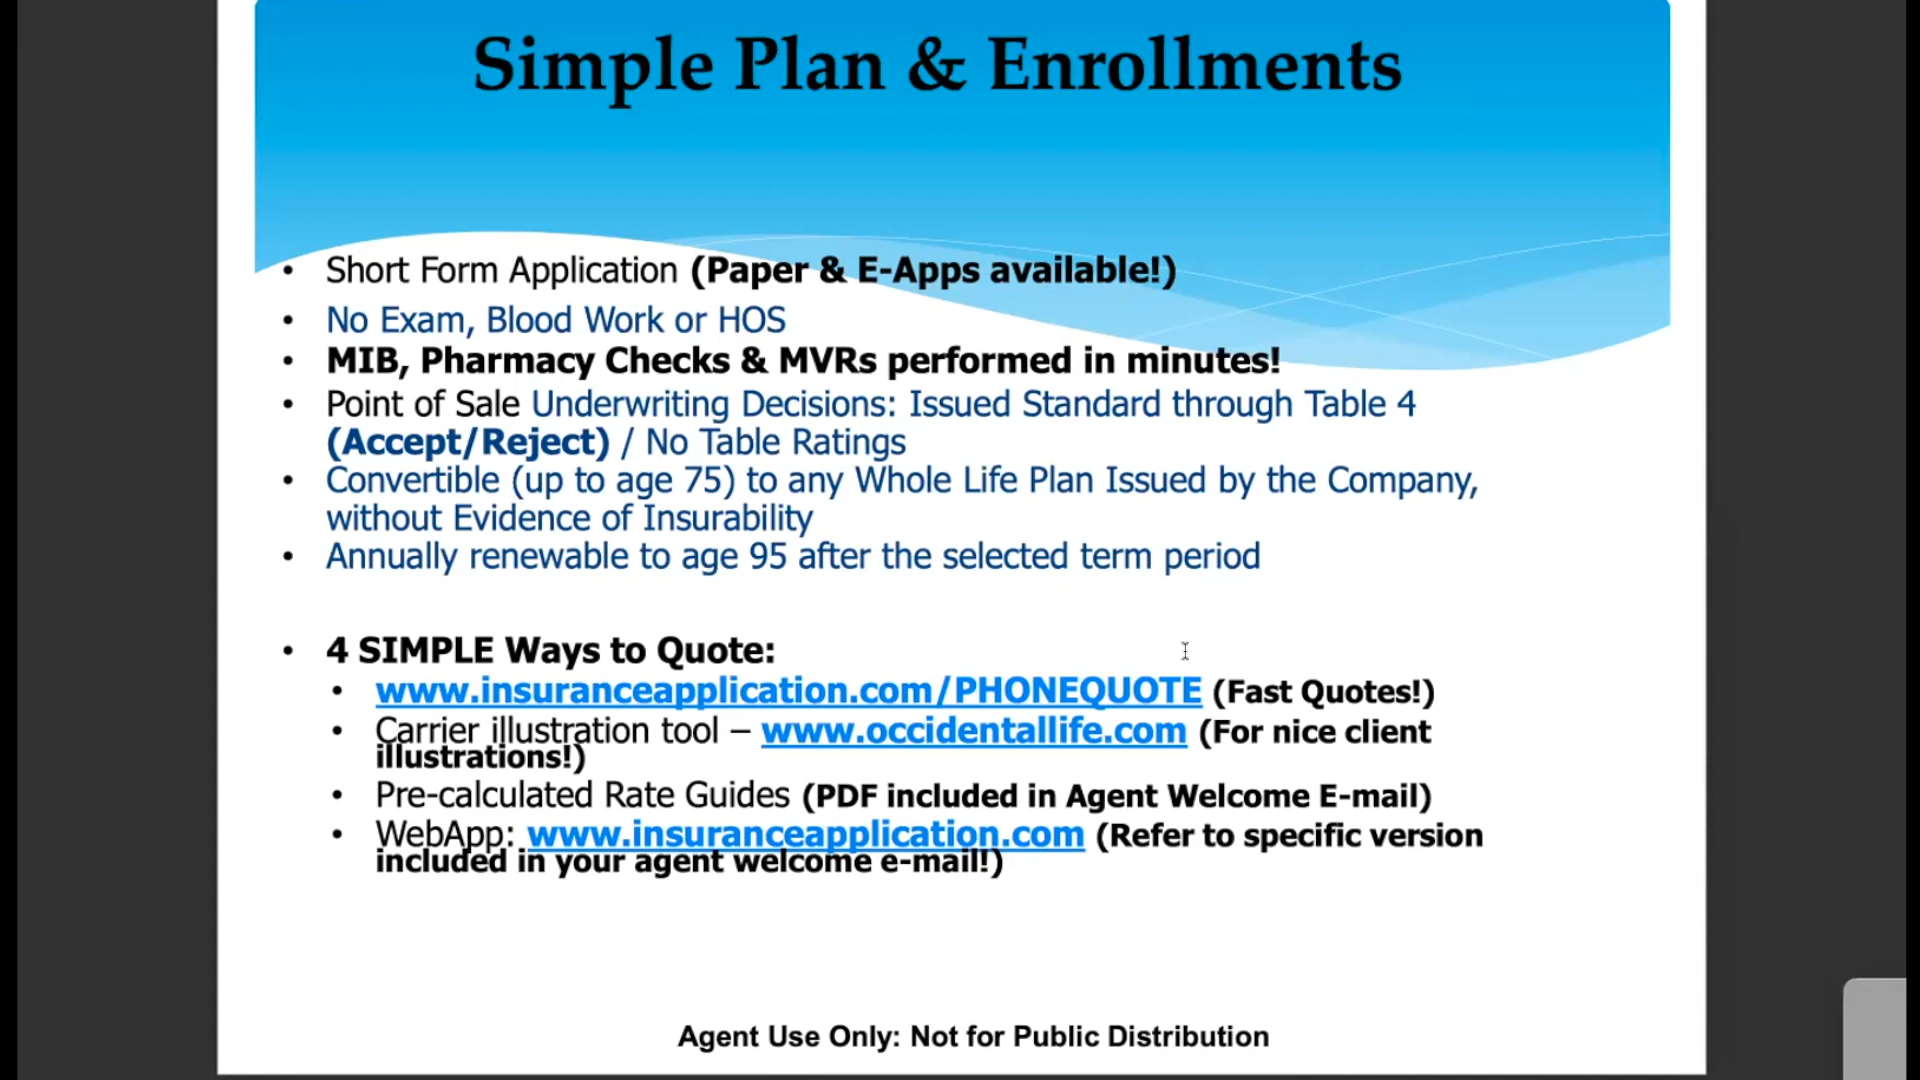 Simple Plan & Enrollments
• Short Form Application (Paper & E-Apps available!)
• No Exam, Blood Work or HOS
• MIB, Pharmacy Checks & MVRs performed in minutes!
• Point of Sale Underwriting Decisions: Issued Standard through Table 4
(Accept/Reject) / No Table Ratings
• Convertible (up to age 75) to any Whole Life Plan Issued by the Company,
without Evidence of Insurability
• Annually renewable to age 95 after the selected term period
• 4 SIMPLE Ways to Quote:
• www.insuranceapplication.com/PHONEQUOTE (Fast Quotes!)
• Carrier illustration tool – www.occidentallife.com (For nice client
illustrations!)
• Pre-calculated Rate Guides (PDF included in Agent Welcome E-mail)
• WebApp: www.insuranceapplication.com (Refer to specific version
included in your agent welcome e-mail!)
Agent Use Only: Not for Public Distribution